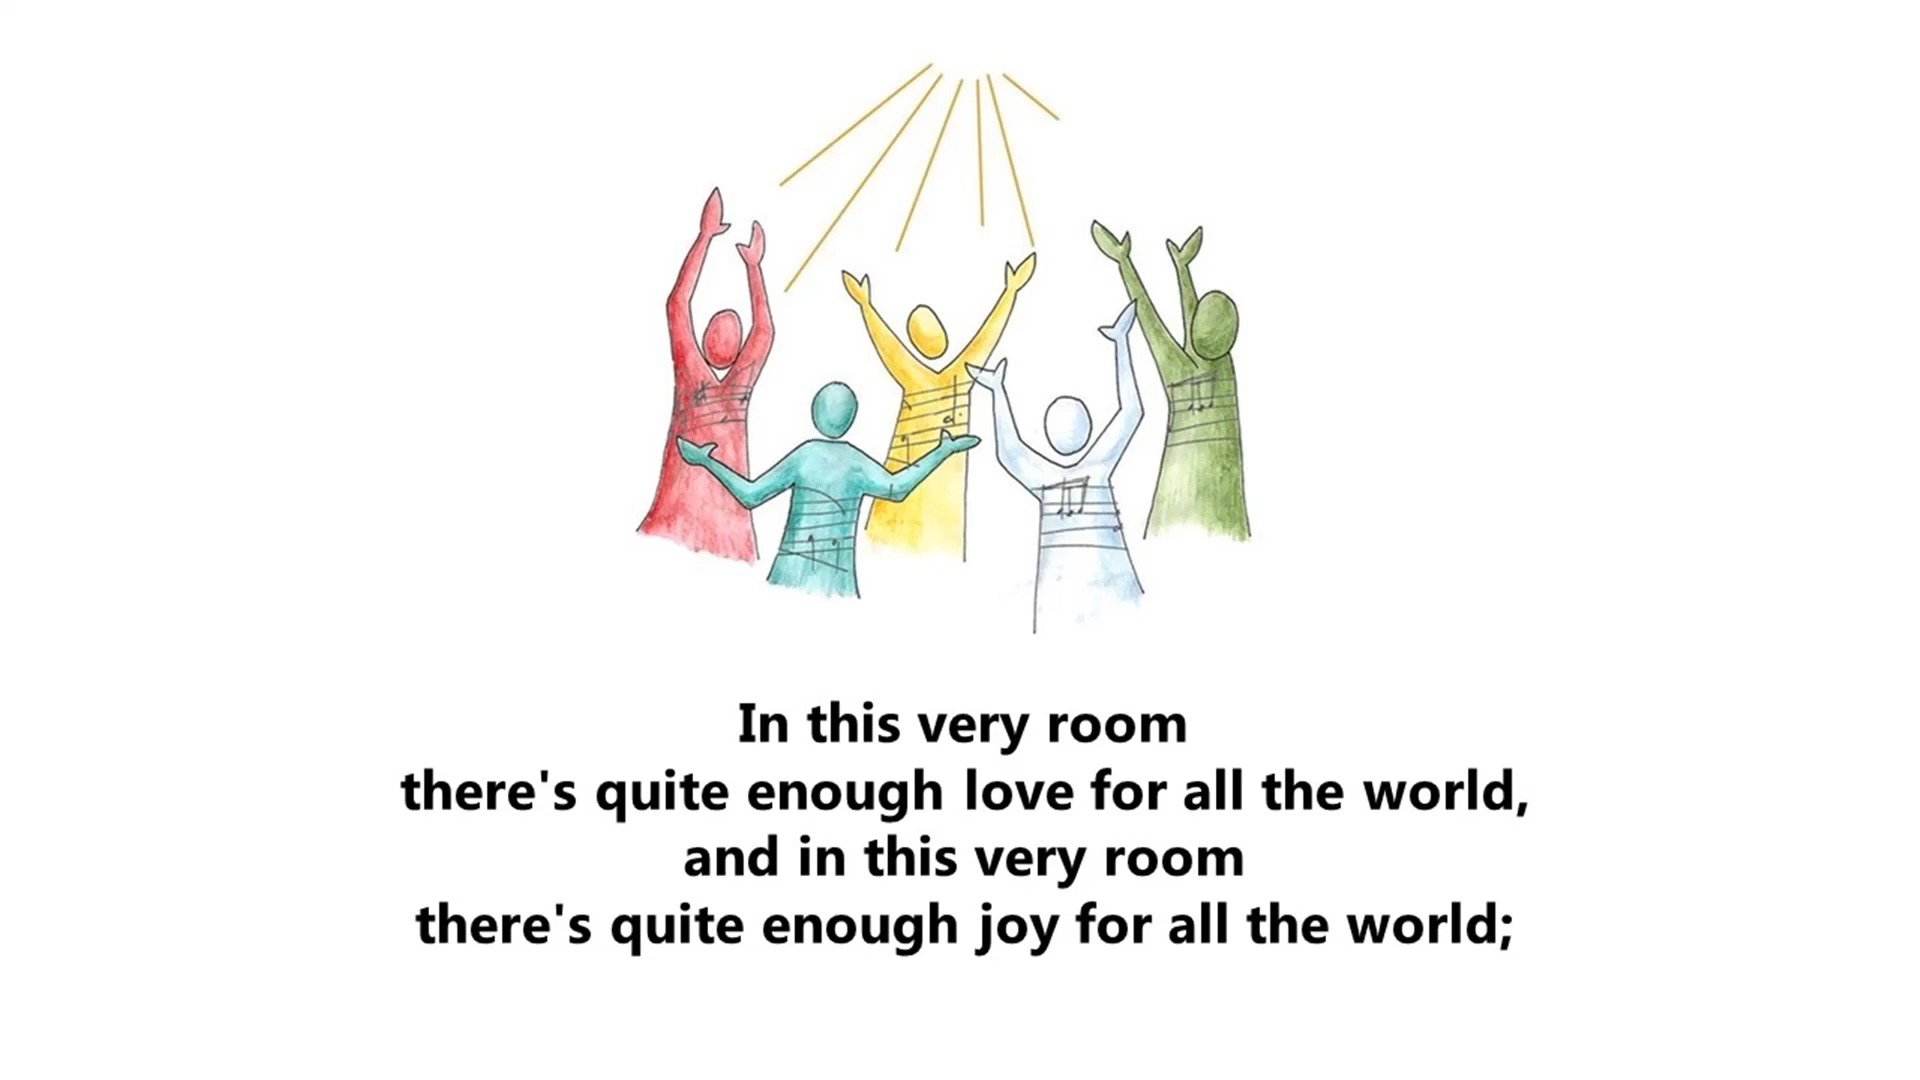 In this very room
there's quite enough love for all the world,
and in this very room
there's quite enough joy for all the world;